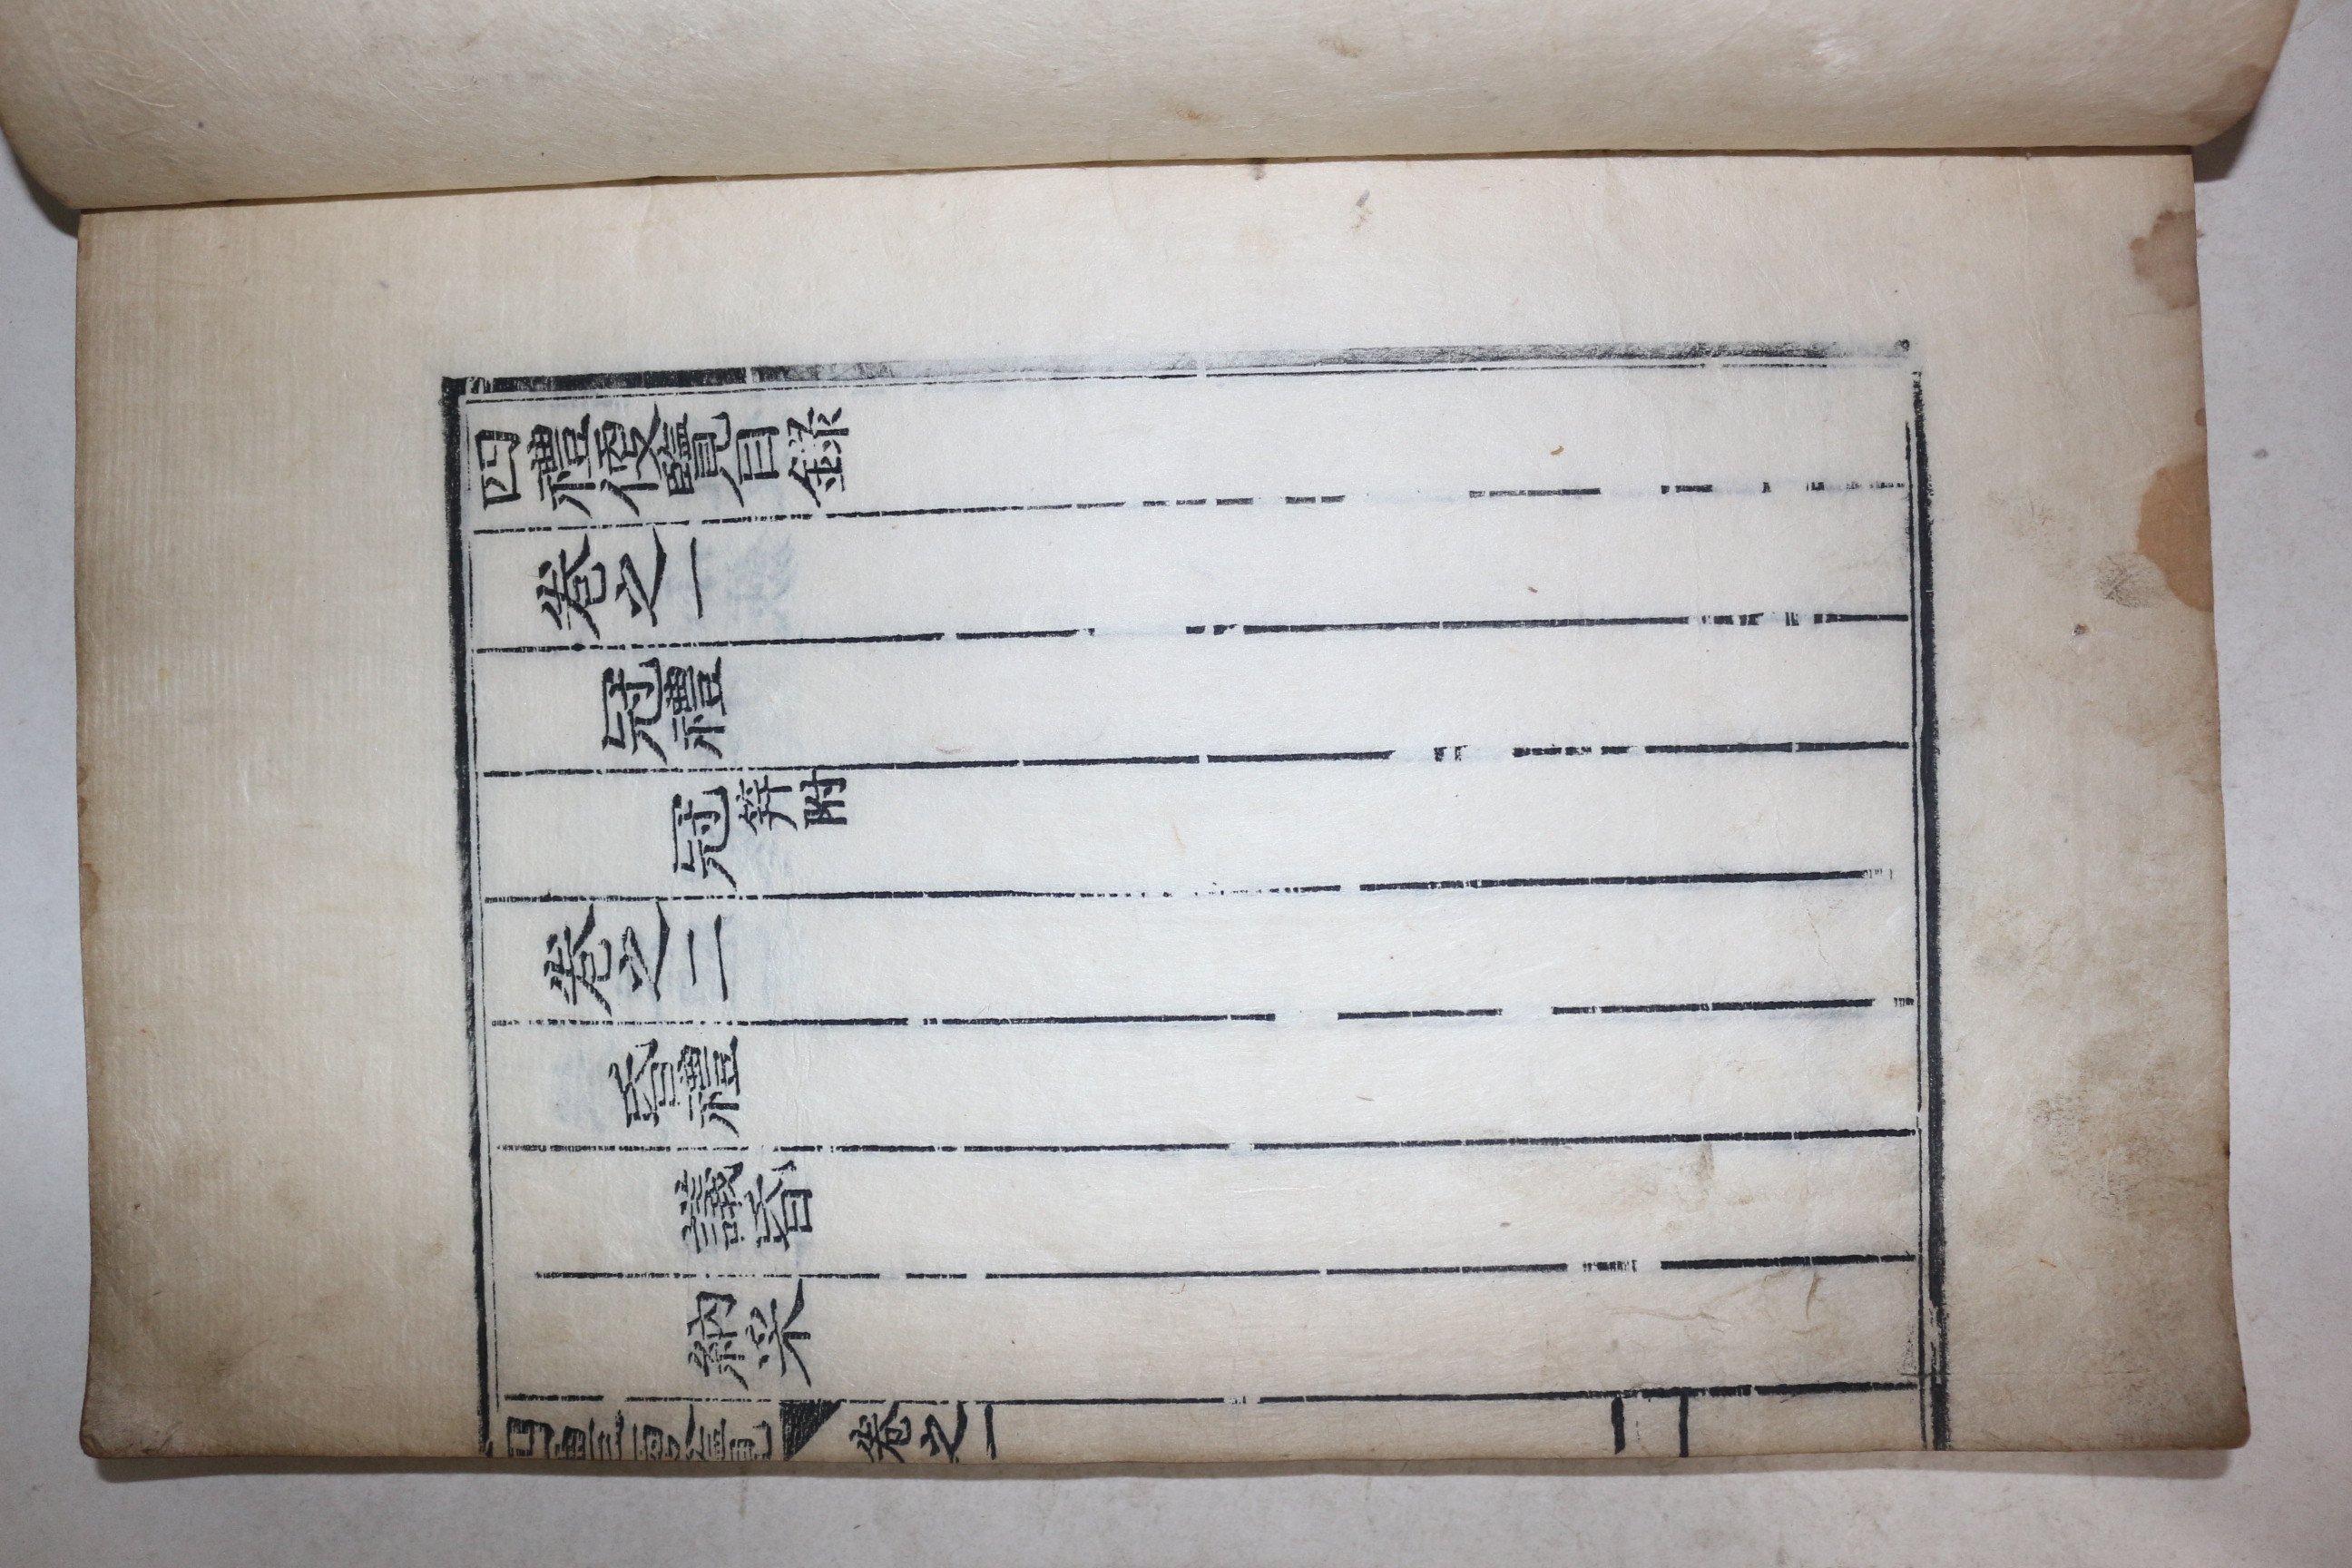 四禮便覽目錄
卷之一
冠禮
冠 笄附
卷之二
昏禮
議昏
納采
四禮便覽 卷之一